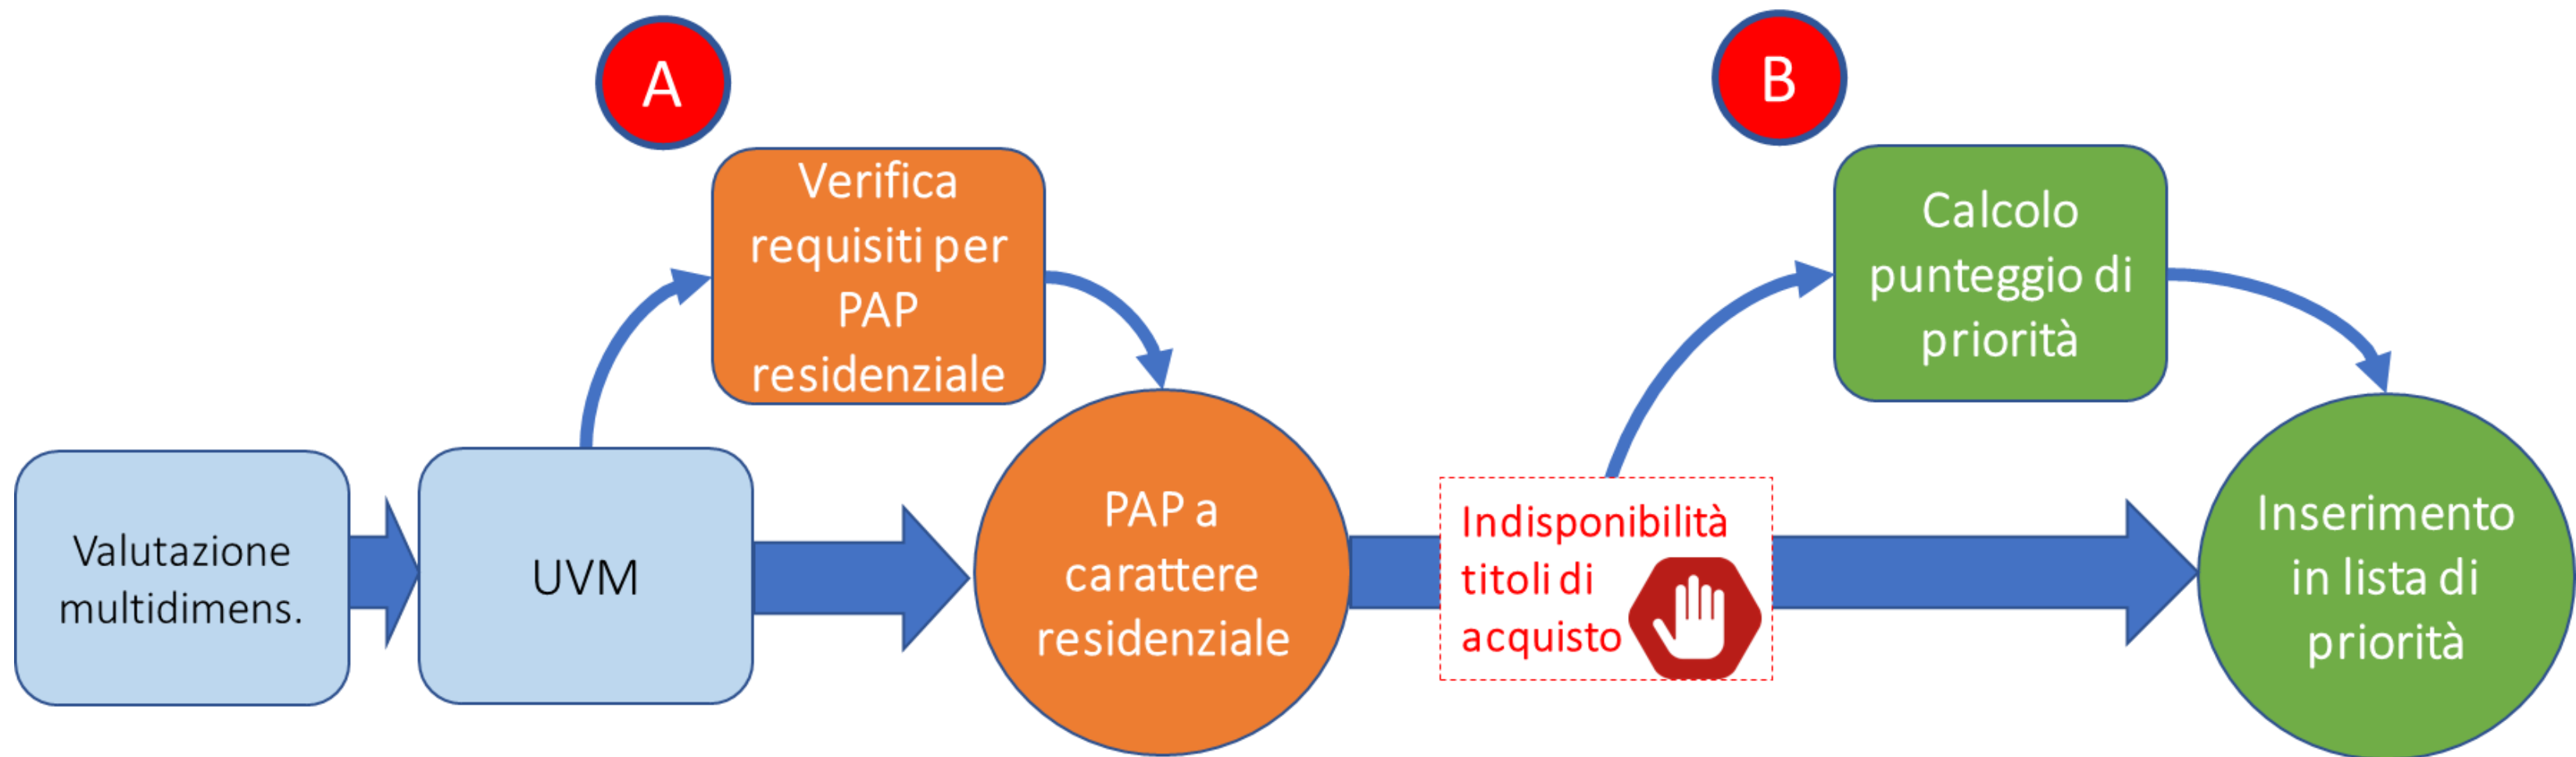 A
Verifica
requisiti per
PAP
residenziale
B
Calcolo
punteggio di
priorità
Valutazione
multidimens.
UVM
PAP a
carattere
residenziale
Indisponibilità
titoli di
acquisto
Inserimento
in lista di
priorità